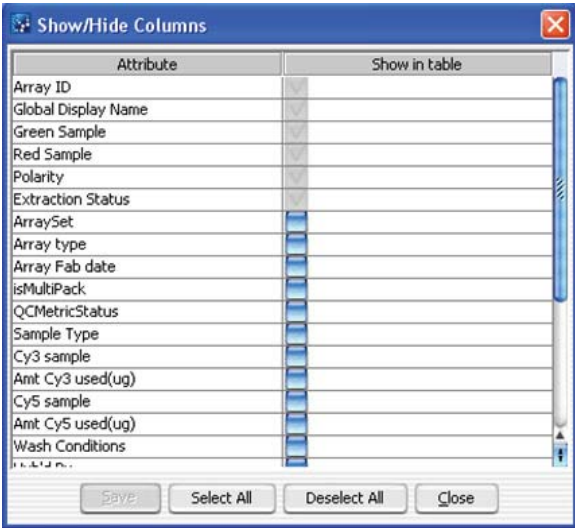 Show/Hide Columns
Attribute Show in table
Array ID
Global Display Name
Green Sample
Red Sample
Polarity
Extraction Status
ArraySet
Array type
Array Fab date
isMultiPack
QCMetricStatus
Sample Type
Cy3 sample
Amt Cy3 used(ug)
Cy5 sample
Amt Cy5 used(ug)
Wash Conditions
Save Select All Deselect All Close